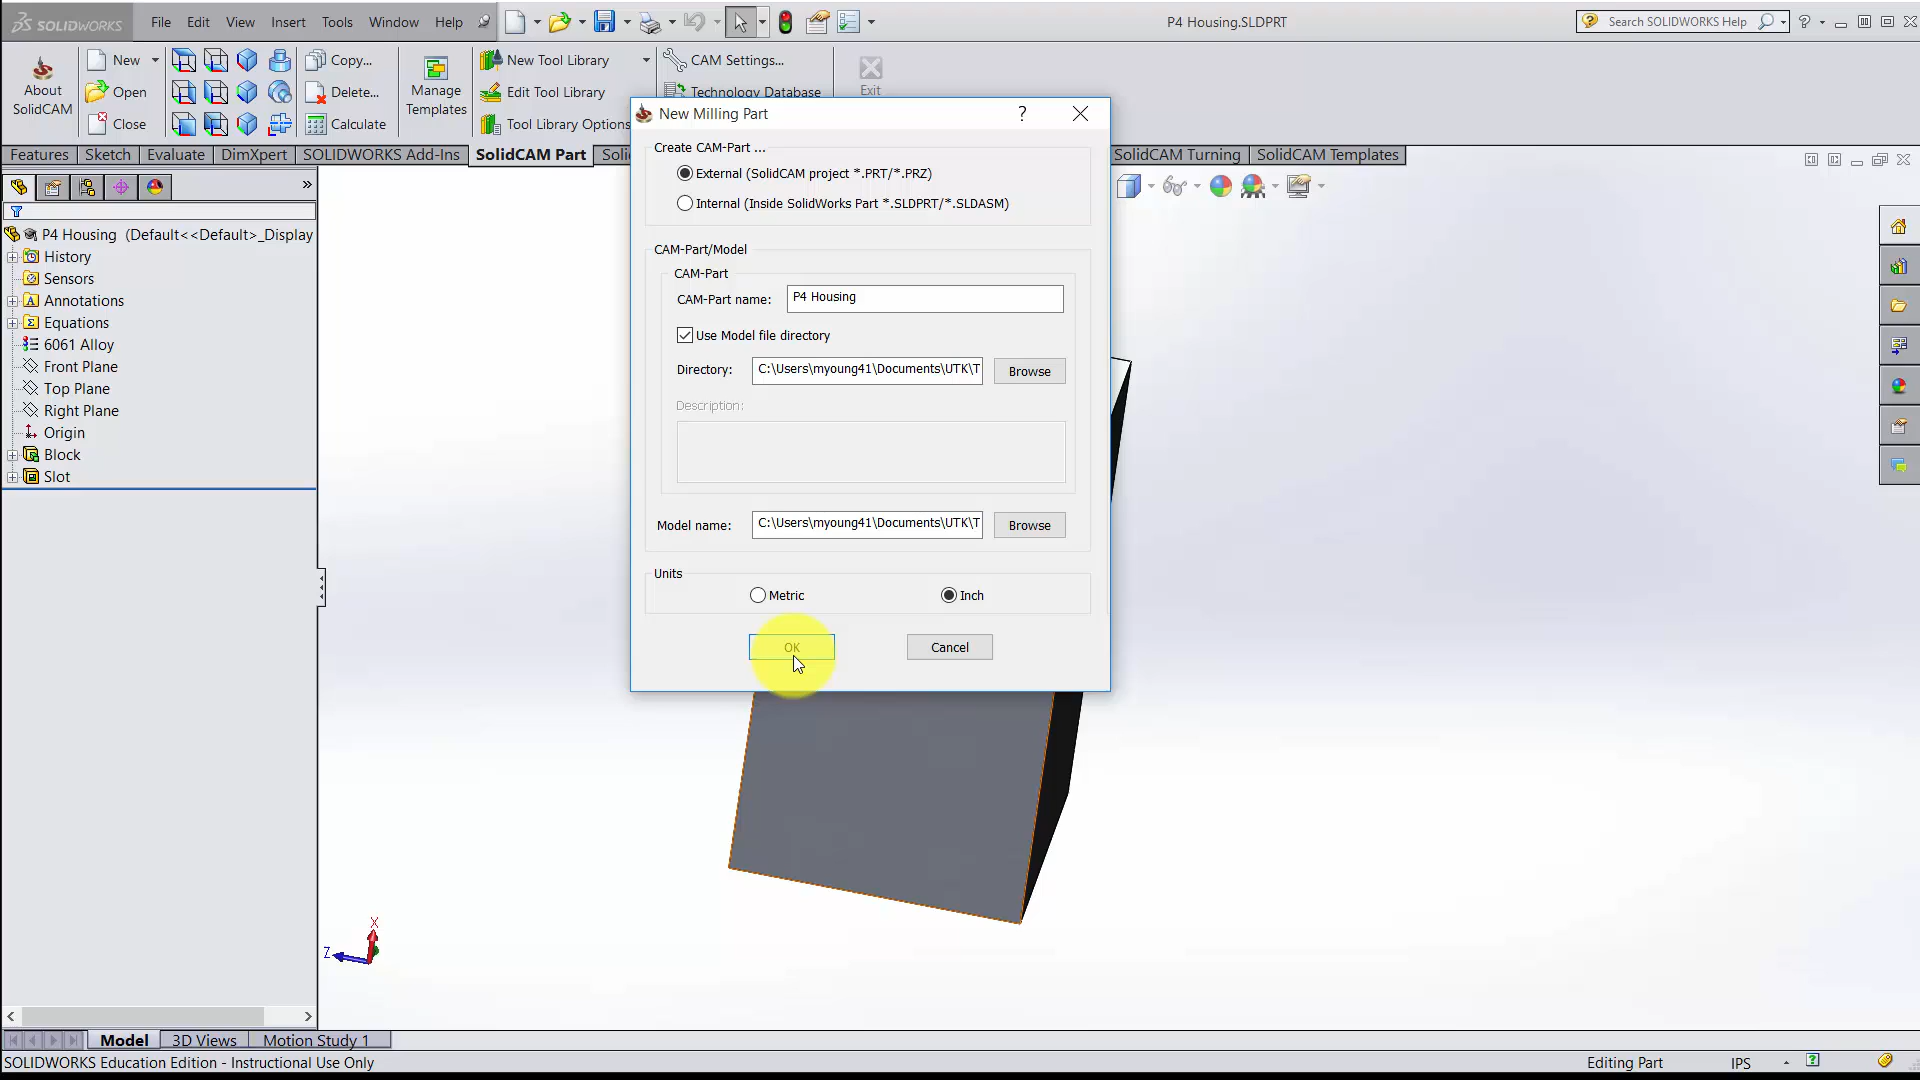 SOLIDWORKS File Edit View Insert Tools Window Help P4 Housing.SLDPRT Search SOLIDWORKS Help
New Copy... New Tool Library CAM Settings...
About SolidCAM Open Delete... Manage Templates Edit Tool Library Technology Database Exit
Close Calculate Tool Library Options
Features Sketch Evaluate DimXpert SOLIDWORKS Add-Ins SolidCAM Part SolidCAM Turning SolidCAM Templates
P4 Housing (Default<<Default>_Display
History
Sensors
Annotations
Equations
6061 Alloy
Front Plane
Top Plane
Right Plane
Origin
Block
Slot
New Milling Part
Create CAM-Part ...
External (SolidCAM project *.PRT/*.PRZ)
Internal (Inside SolidWorks Part *.SLDPRT/*.SLDASM)
CAM-Part/Model
CAM-Part
CAM-Part name: P4 Housing
Use Model file directory
Directory: C:\Users\myoung41\Documents\UTK\T Browse
Description:
Model name: C:\Users\myoung41\Documents\UTK\T Browse
Units
Metric Inch
OK Cancel
X
Z
Model 3D Views Motion Study 1
SOLIDWORKS Education Edition - Instructional Use Only Editing Part IPS